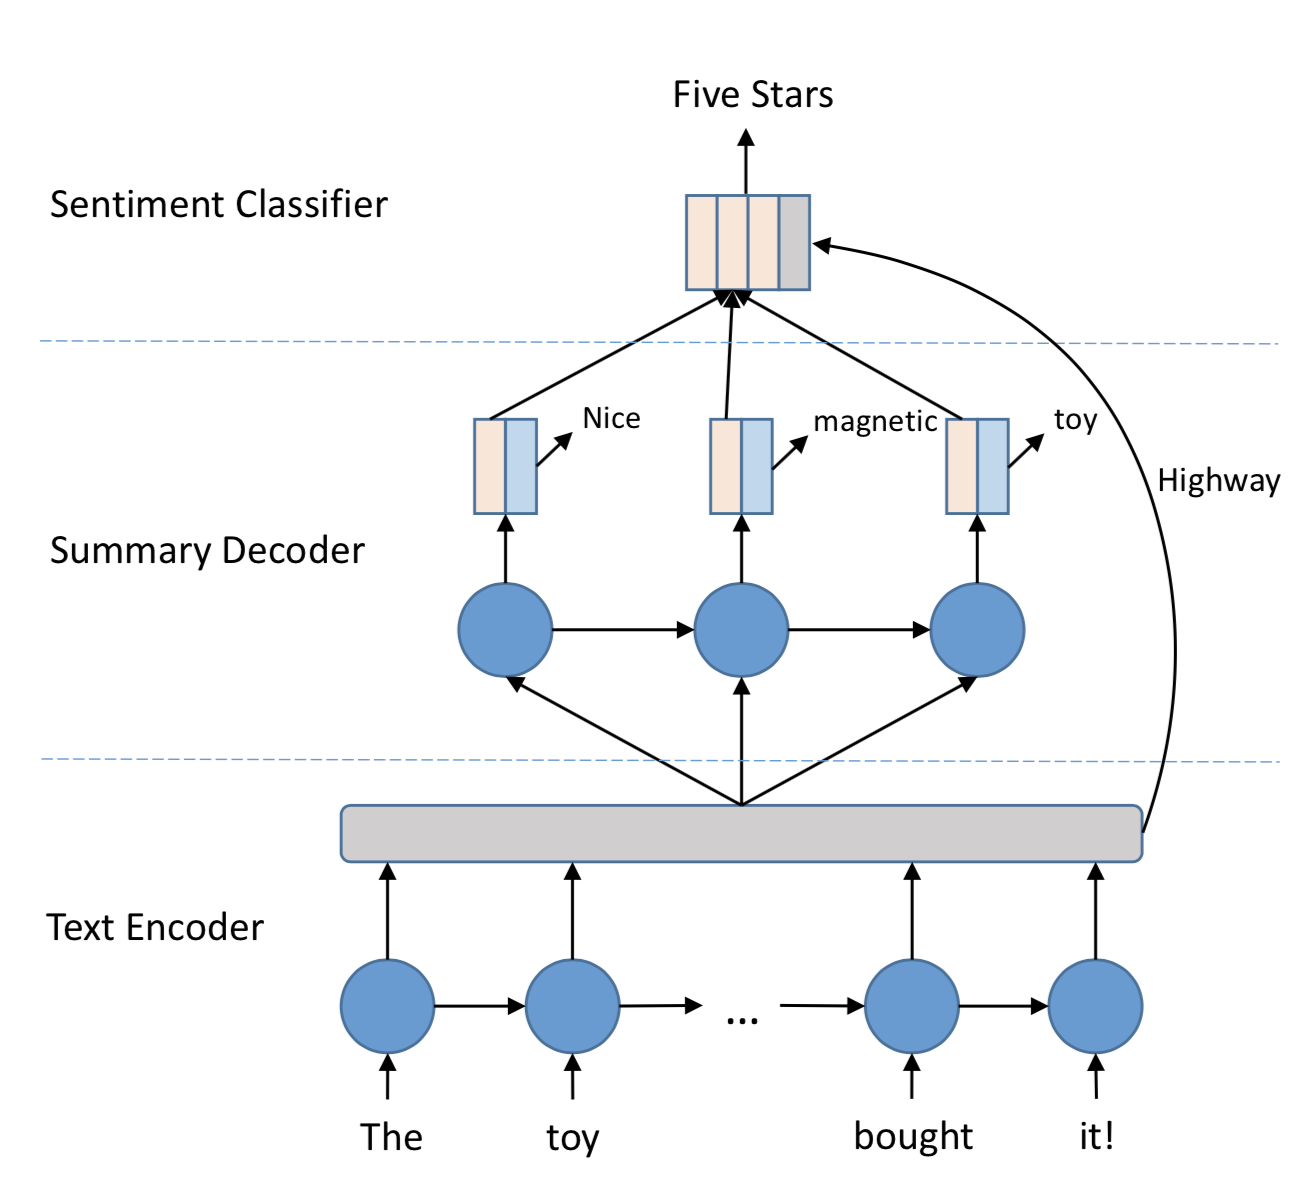 Five Stars
Sentiment Classifier
Nice
magnetic
toy
Highway
Summary Decoder
Text Encoder
...
The
toy
bought
it!